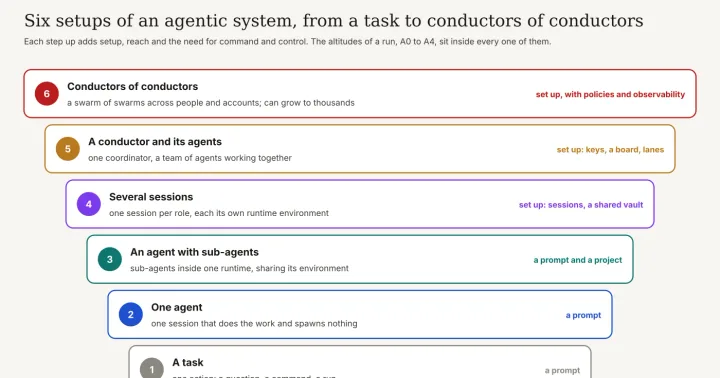 Six setups of an agentic system, from a task to conductors of conductors
Each step up adds setup, reach and the need for command and control. The altitudes of a run, A0 to A4, sit inside every one of them.
6
Conductors of conductors
a swarm of swarms across people and accounts; can grow to thousands
set up, with policies and observability
5
A conductor and its agents
one coordinator, a team of agents working together
set up: keys, a board, lanes
4
Several sessions
one session per role, each its own runtime environment
set up: sessions, a shared vault
3
An agent with sub-agents
sub-agents inside one runtime, sharing its environment
a prompt and a project
2
One agent
one session that does the work and spawns nothing
a prompt
1
A task
a prompt